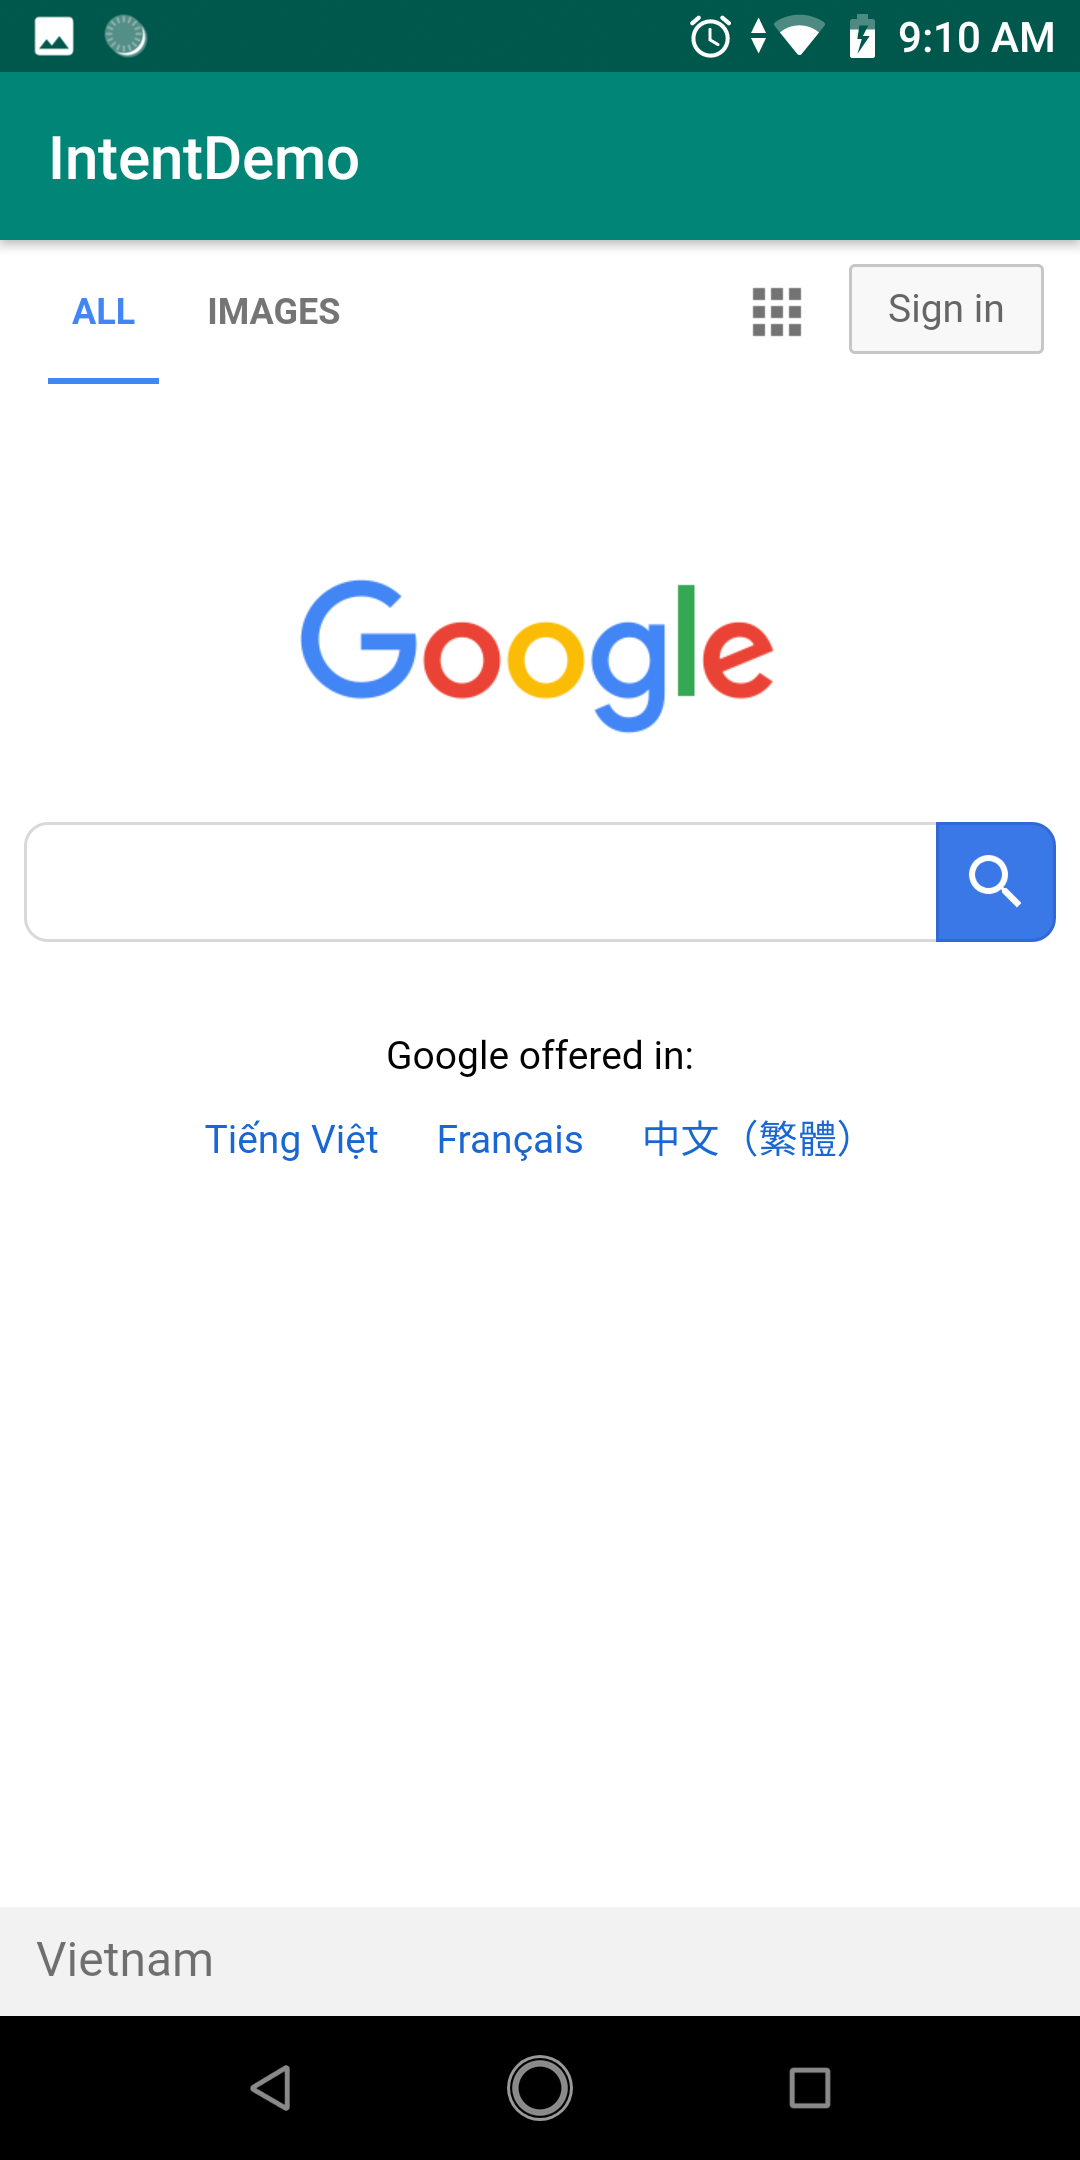 9:10 AM
IntentDemo
ALL IMAGES Sign in
Google
Google offered in:
Tiếng Việt Français 中文（繁體）
Vietnam